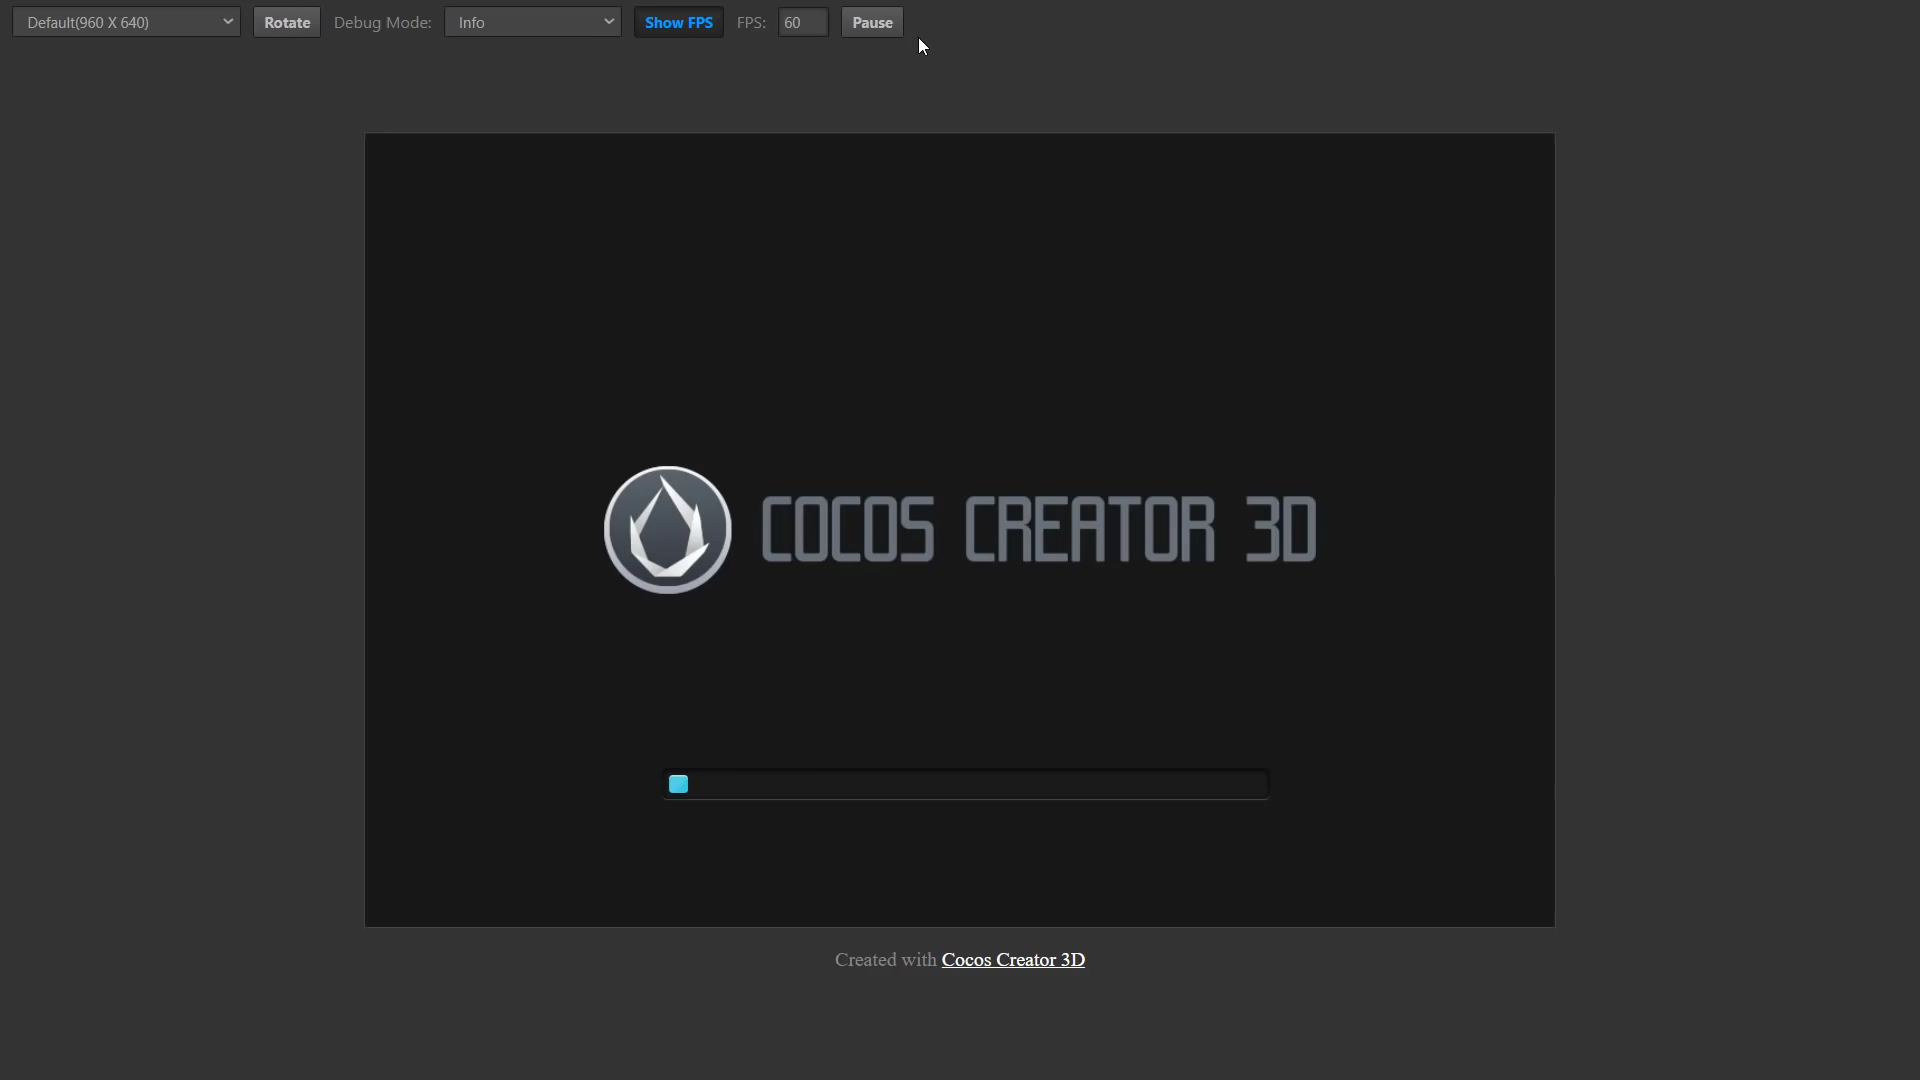 Default(960 X 640) Rotate Debug Mode: Info Show FPS FPS: 60 Pause
COCOS CREATOR 3D
Created with Cocos Creator 3D